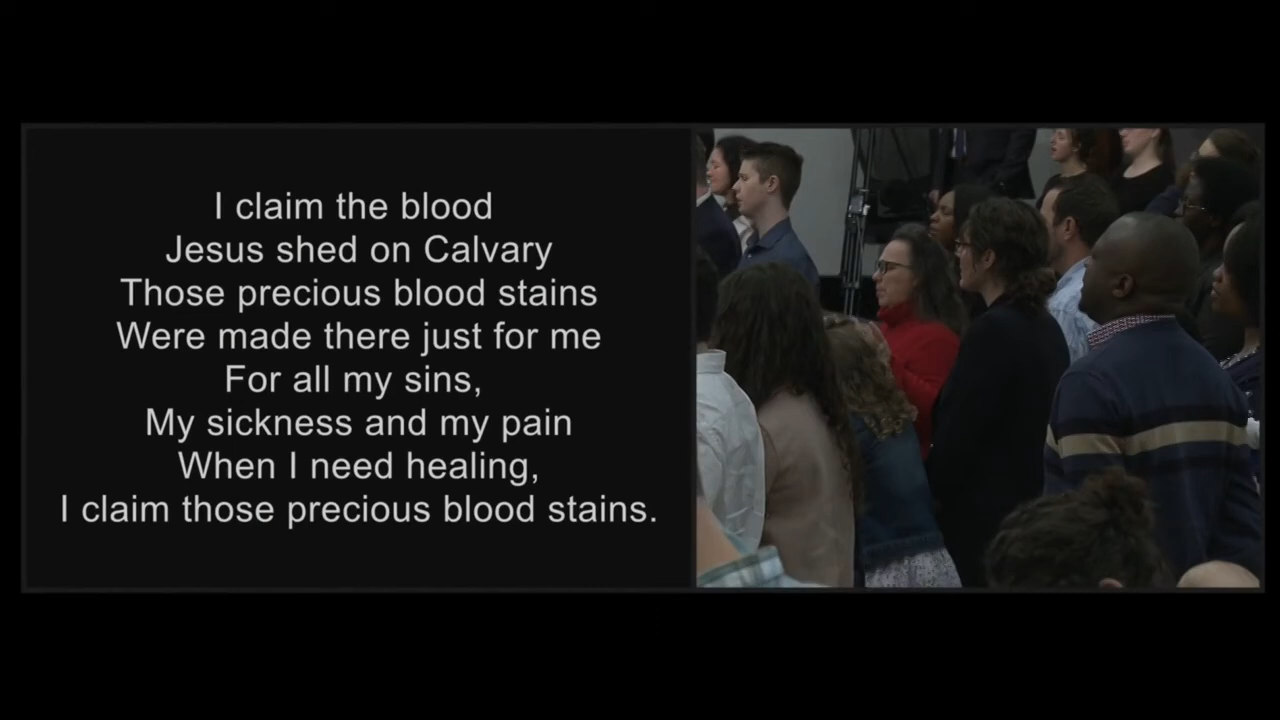 I claim the blood
Jesus shed on Calvary
Those precious blood stains
Were made there just for me
For all my sins,
My sickness and my pain
When I need healing,
I claim those precious blood stains.